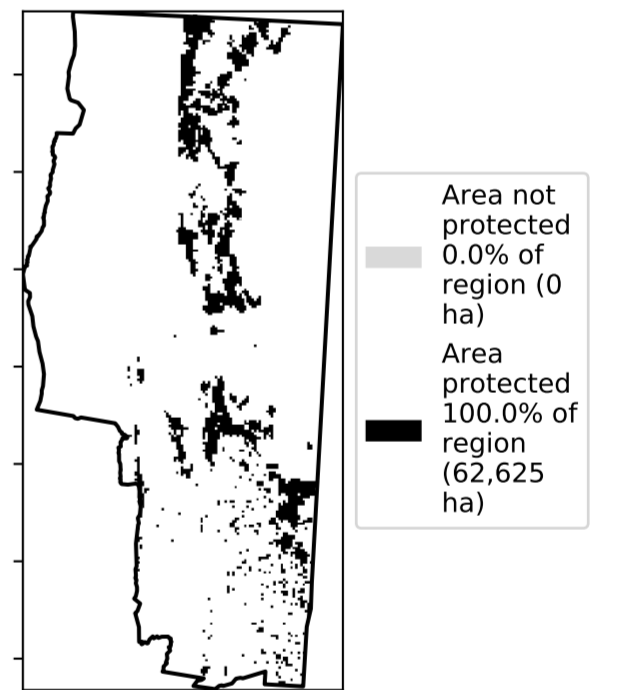 Area not
protected
0.0% of
region (0
ha)
Area
protected
100.0% of
region
(62,625
ha)